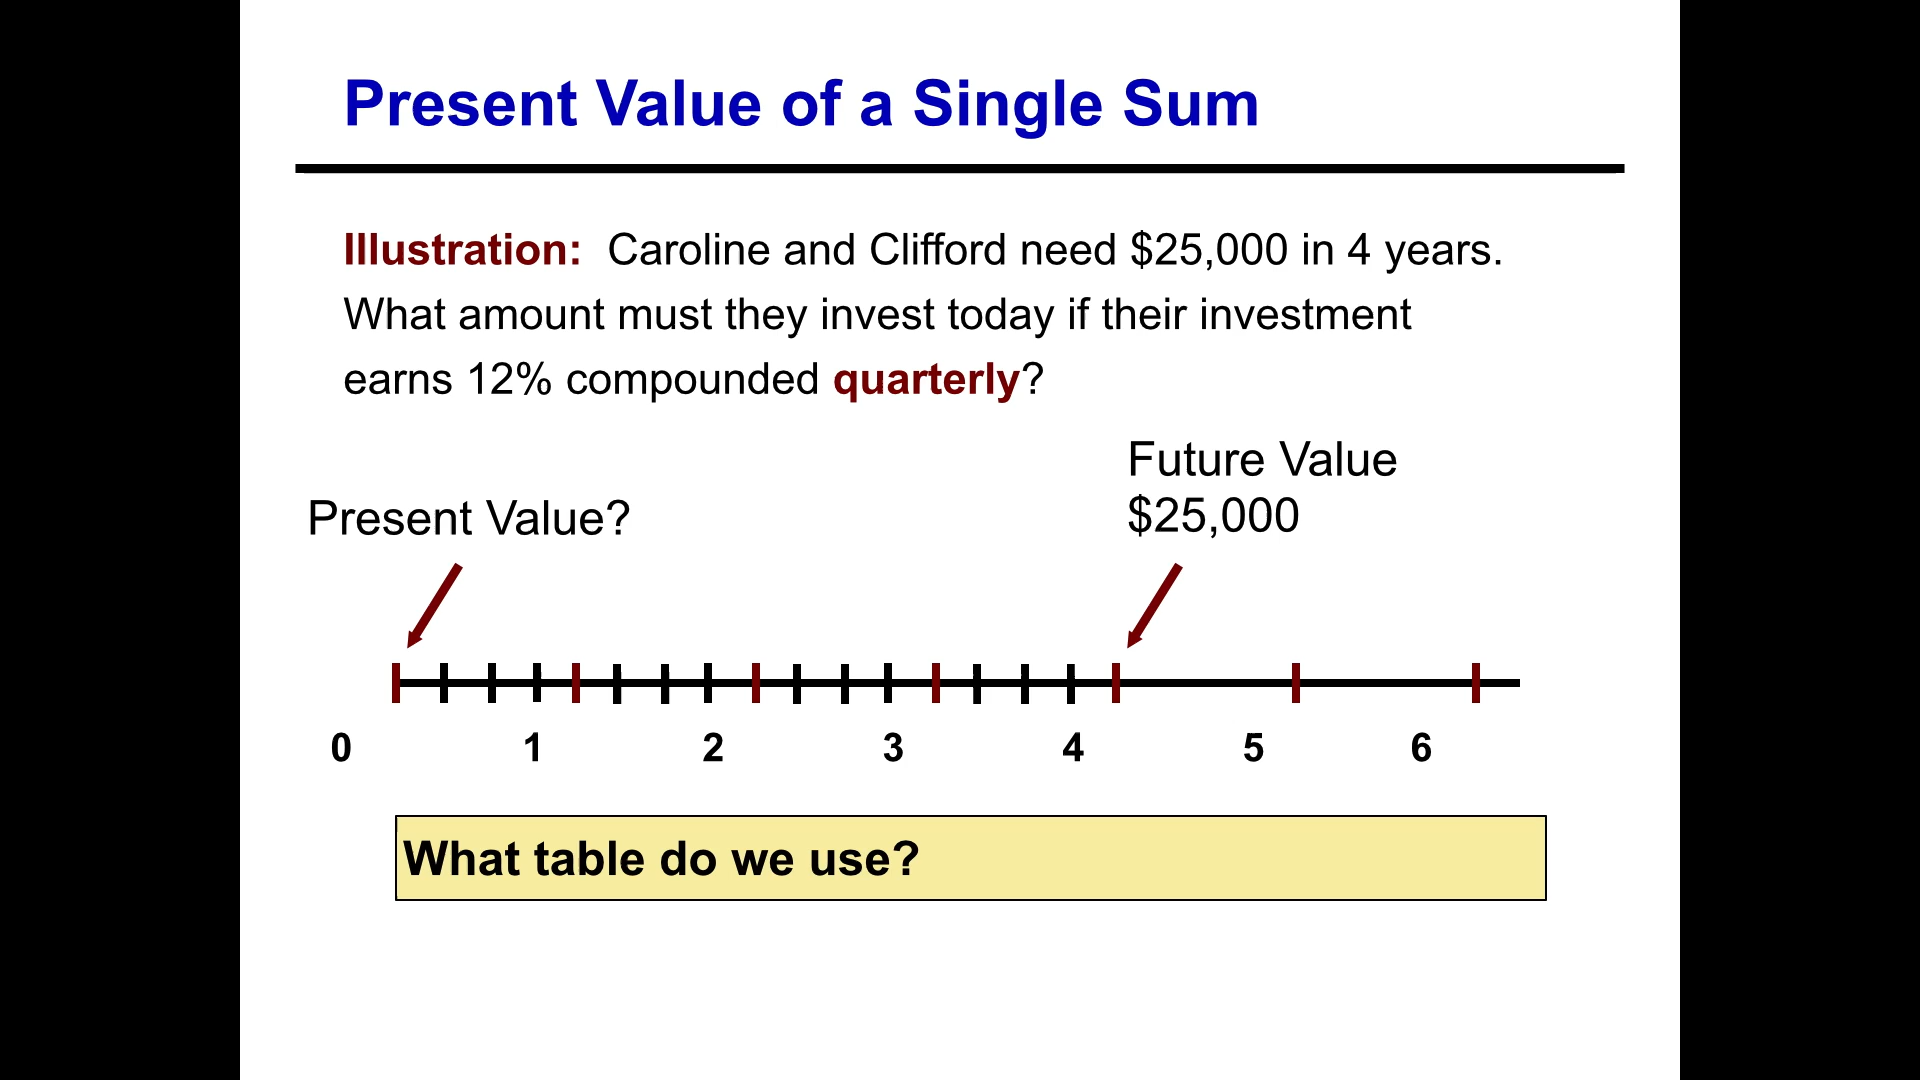 Present Value of a Single Sum
Illustration: Caroline and Clifford need $25,000 in 4 years.
What amount must they invest today if their investment
earns 12% compounded quarterly?
Present Value?
Future Value
$25,000
0 1 2 3 4 5 6
What table do we use?